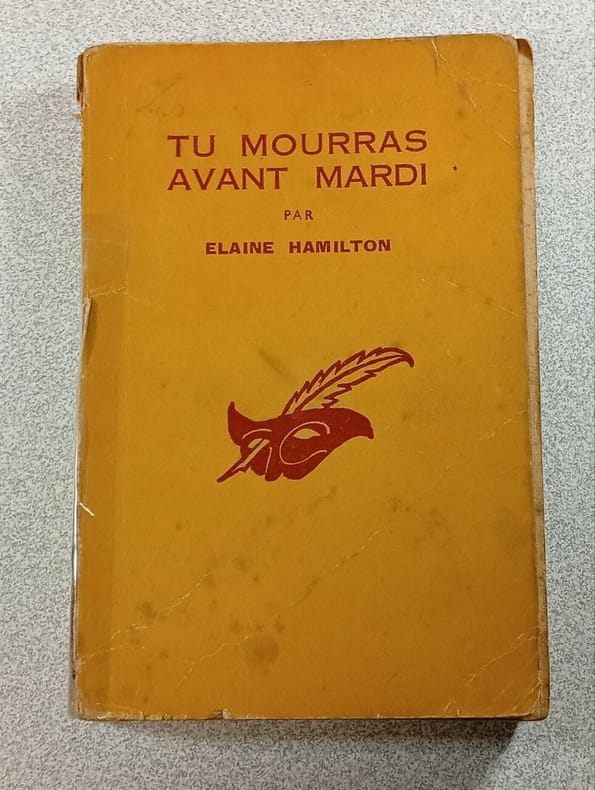 TU MOURRAS
AVANT MARDI
PAR
ELAINE HAMILTON